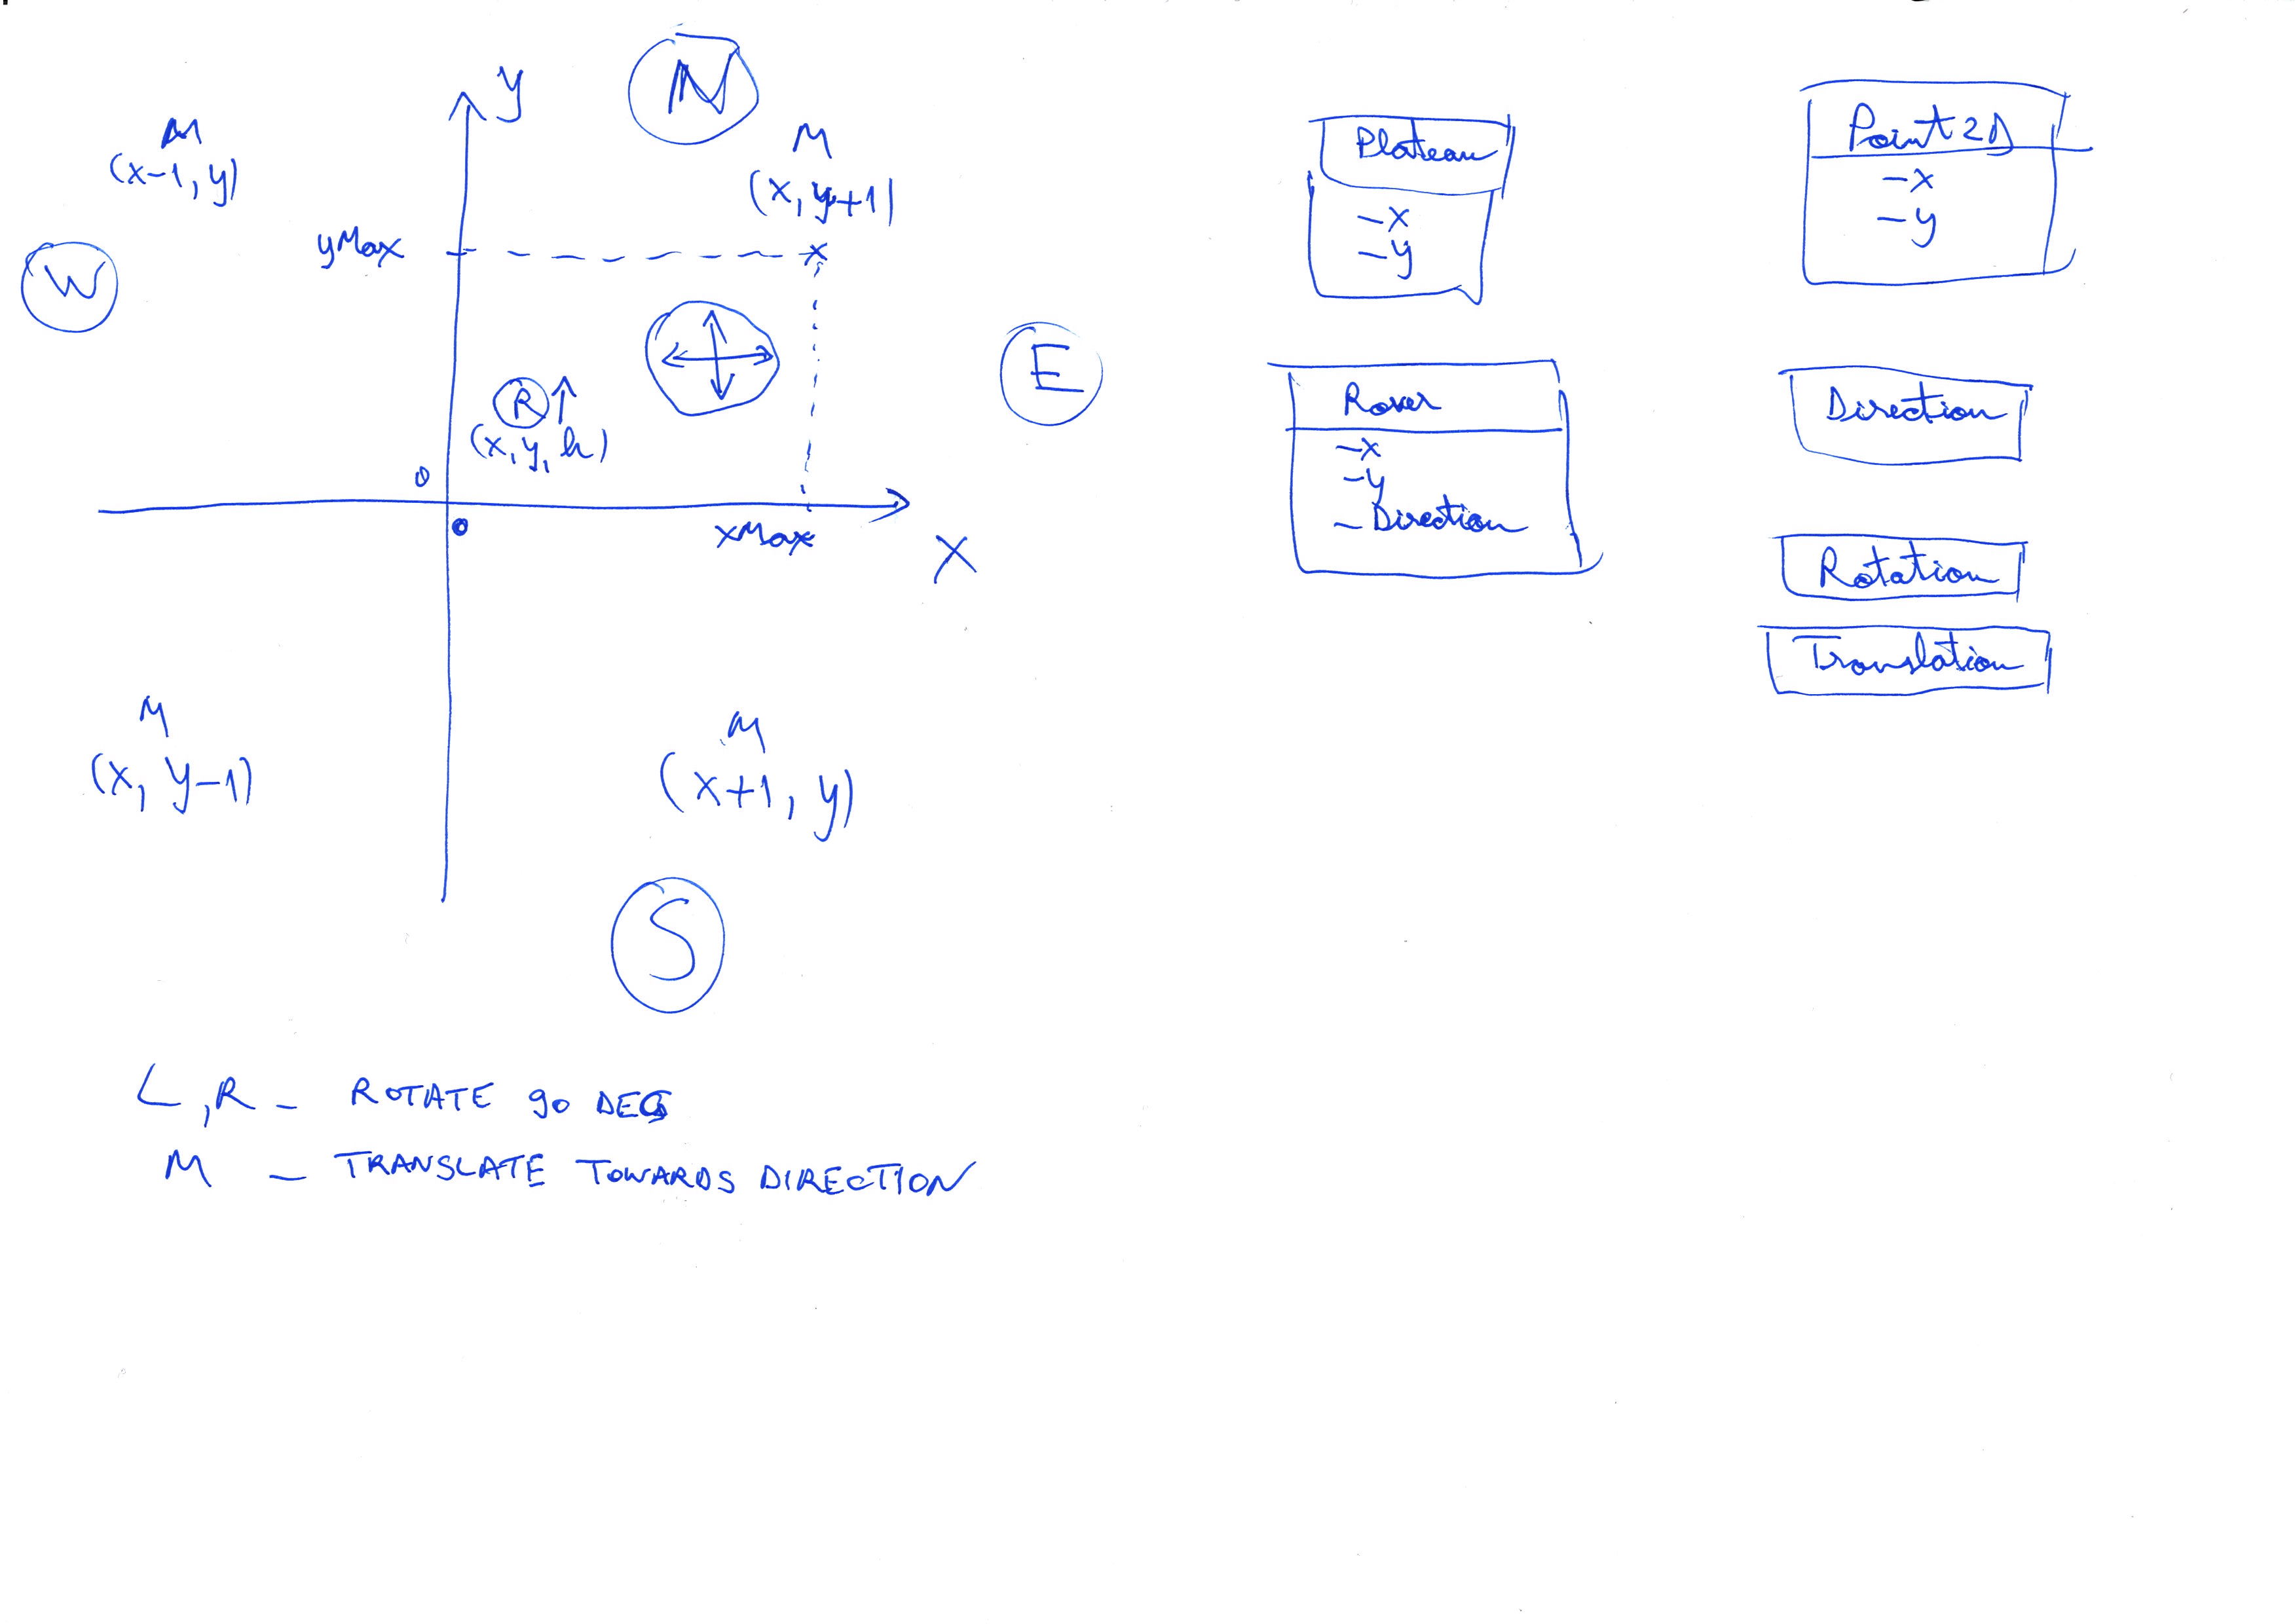 y
N
M
(x-1, y)
M
(x, y+1)
yMax
x
W
E
R
(x, y, h)
0
0
xMax
X
M
(x, y-1)
M
(x+1, y)
S
L, R - ROTATE 90 DEG
M - TRANSLATE TOWARDS DIRECTION
Plateau
-x
-y
Point2D
-x
-y
Rover
-x
-y
- Direction
Direction
Rotation
Translation